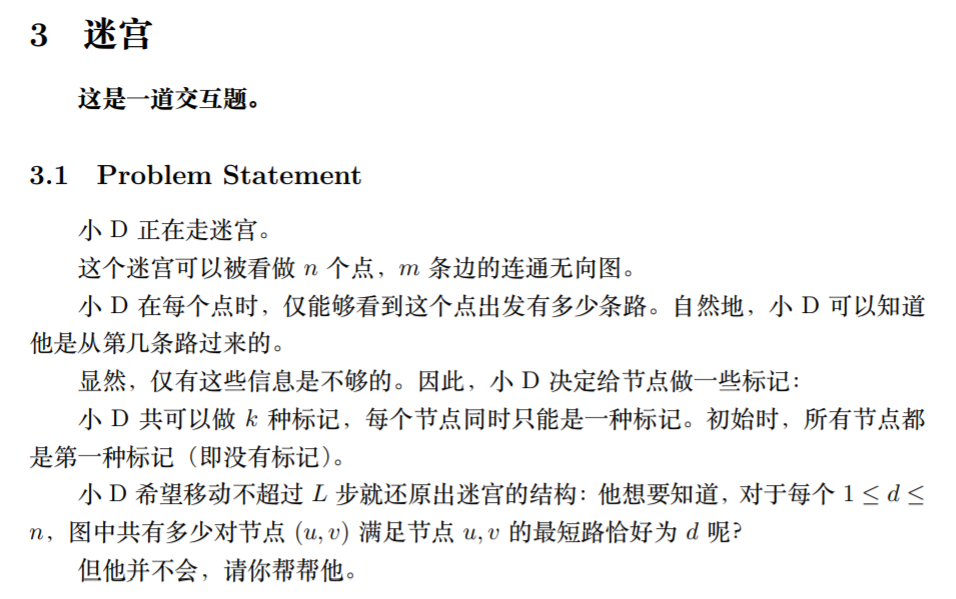 3 迷宫
这是一道交互题。
3.1 Problem Statement
小 D 正在走迷宫。
这个迷宫可以被看做 n 个点，m 条边的连通无向图。
小 D 在每个点时，仅能够看到这个点出发有多少条路。自然地，小 D 可以知道
他是从第几条路过来的。
显然，仅有这些信息是不够的。因此，小 D 决定给节点做一些标记：
小 D 共可以做 k 种标记，每个节点同时只能是一种标记。初始时，所有节点都
是第一种标记（即没有标记）。
小 D 希望移动不超过 L 步就还原出迷宫的结构：他想要知道，对于每个 1 ≤ d ≤
n，图中共有多少对节点 (u, v) 满足节点 u, v 的最短路恰好为 d 呢？
但他并不会，请你帮帮他。